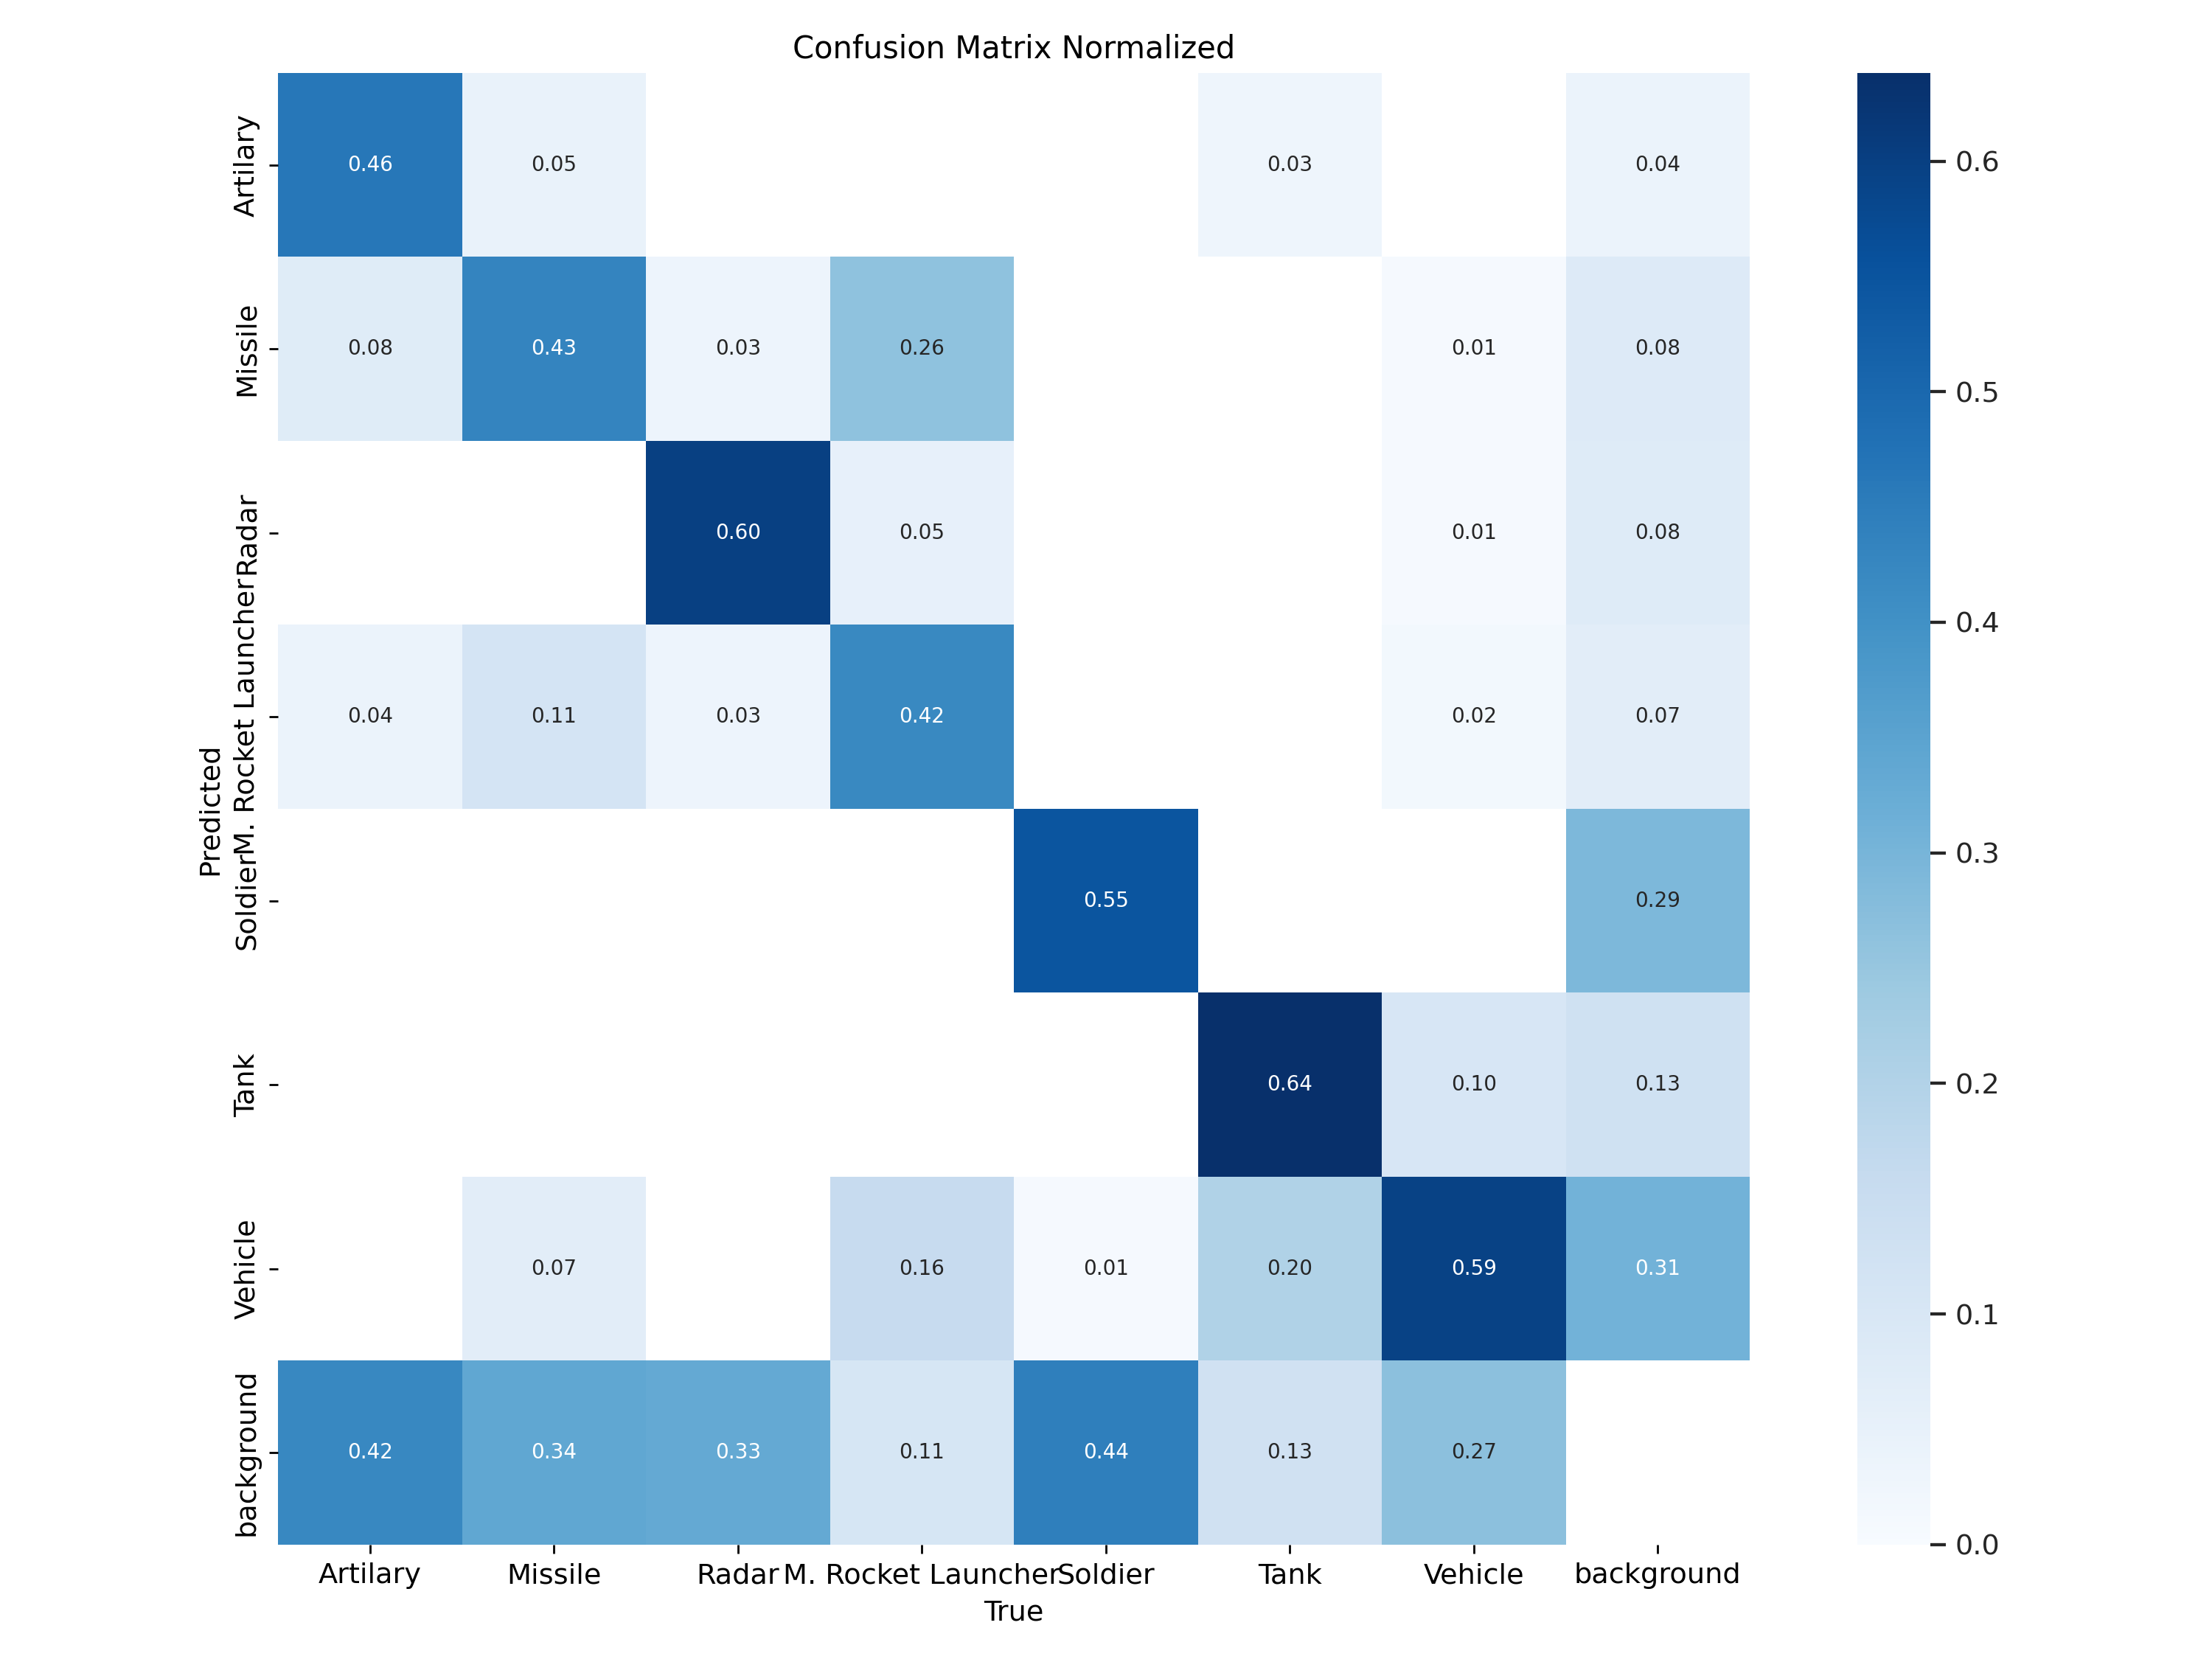 Confusion Matrix Normalized
Artilary 0.46 0.05 0.03 0.04 0.6
Missile 0.08 0.43 0.03 0.26 0.01 0.08 0.5
Radar 0.60 0.05 0.01 0.08 0.4
M. Rocket Launcher 0.04 0.11 0.03 0.42 0.02 0.07
Predicted
Soldier 0.55 0.29 0.3
Tank 0.64 0.10 0.13 0.2
Vehicle 0.07 0.16 0.01 0.20 0.59 0.31 0.1
background 0.42 0.34 0.33 0.11 0.44 0.13 0.27 0.0
Artilary Missile Radar M. Rocket Launcher Soldier Tank Vehicle background
True